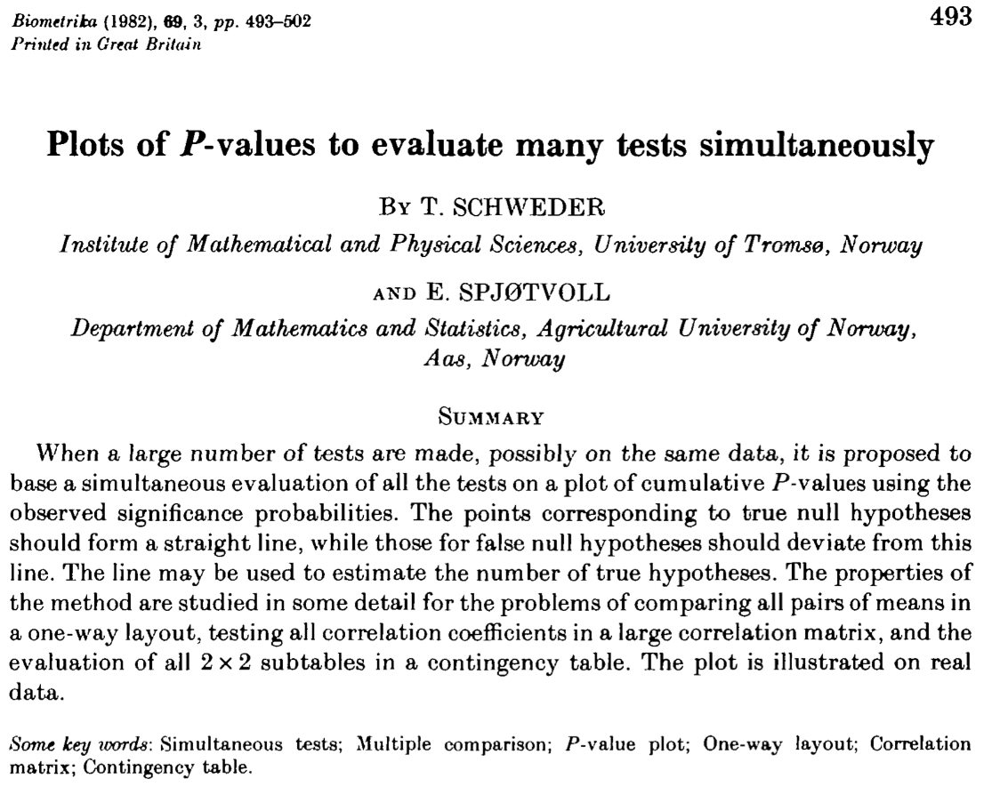 Biometrika (1982), 69, 3, pp. 493–502
493
Printed in Great Britain
Plots of P-values to evaluate many tests simultaneously
By T. SCHWEDER
Institute of Mathematical and Physical Sciences, University of Tromsø, Norway
AND E. SPJØTVOLL
Department of Mathematics and Statistics, Agricultural University of Norway,
Aas, Norway
SUMMARY
When a large number of tests are made, possibly on the same data, it is proposed to
base a simultaneous evaluation of all the tests on a plot of cumulative P-values using the
observed significance probabilities. The points corresponding to true null hypotheses
should form a straight line, while those for false null hypotheses should deviate from this
line. The line may be used to estimate the number of true hypotheses. The properties of
the method are studied in some detail for the problems of comparing all pairs of means in
a one-way layout, testing all correlation coefficients in a large correlation matrix, and the
evaluation of all 2 × 2 subtables in a contingency table. The plot is illustrated on real
data.
Some key words: Simultaneous tests; Multiple comparison; P-value plot; One-way layout; Correlation
matrix; Contingency table.